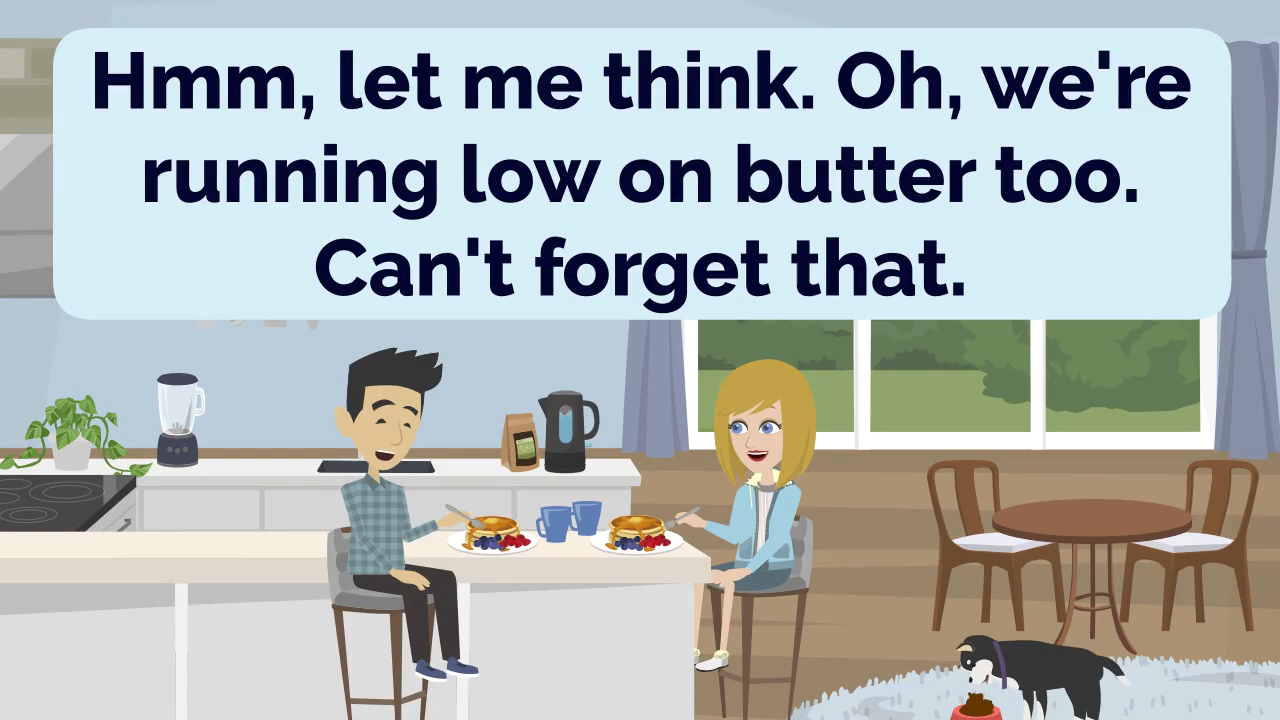 Hmm, let me think. Oh, we're
running low on butter too.
Can't forget that.